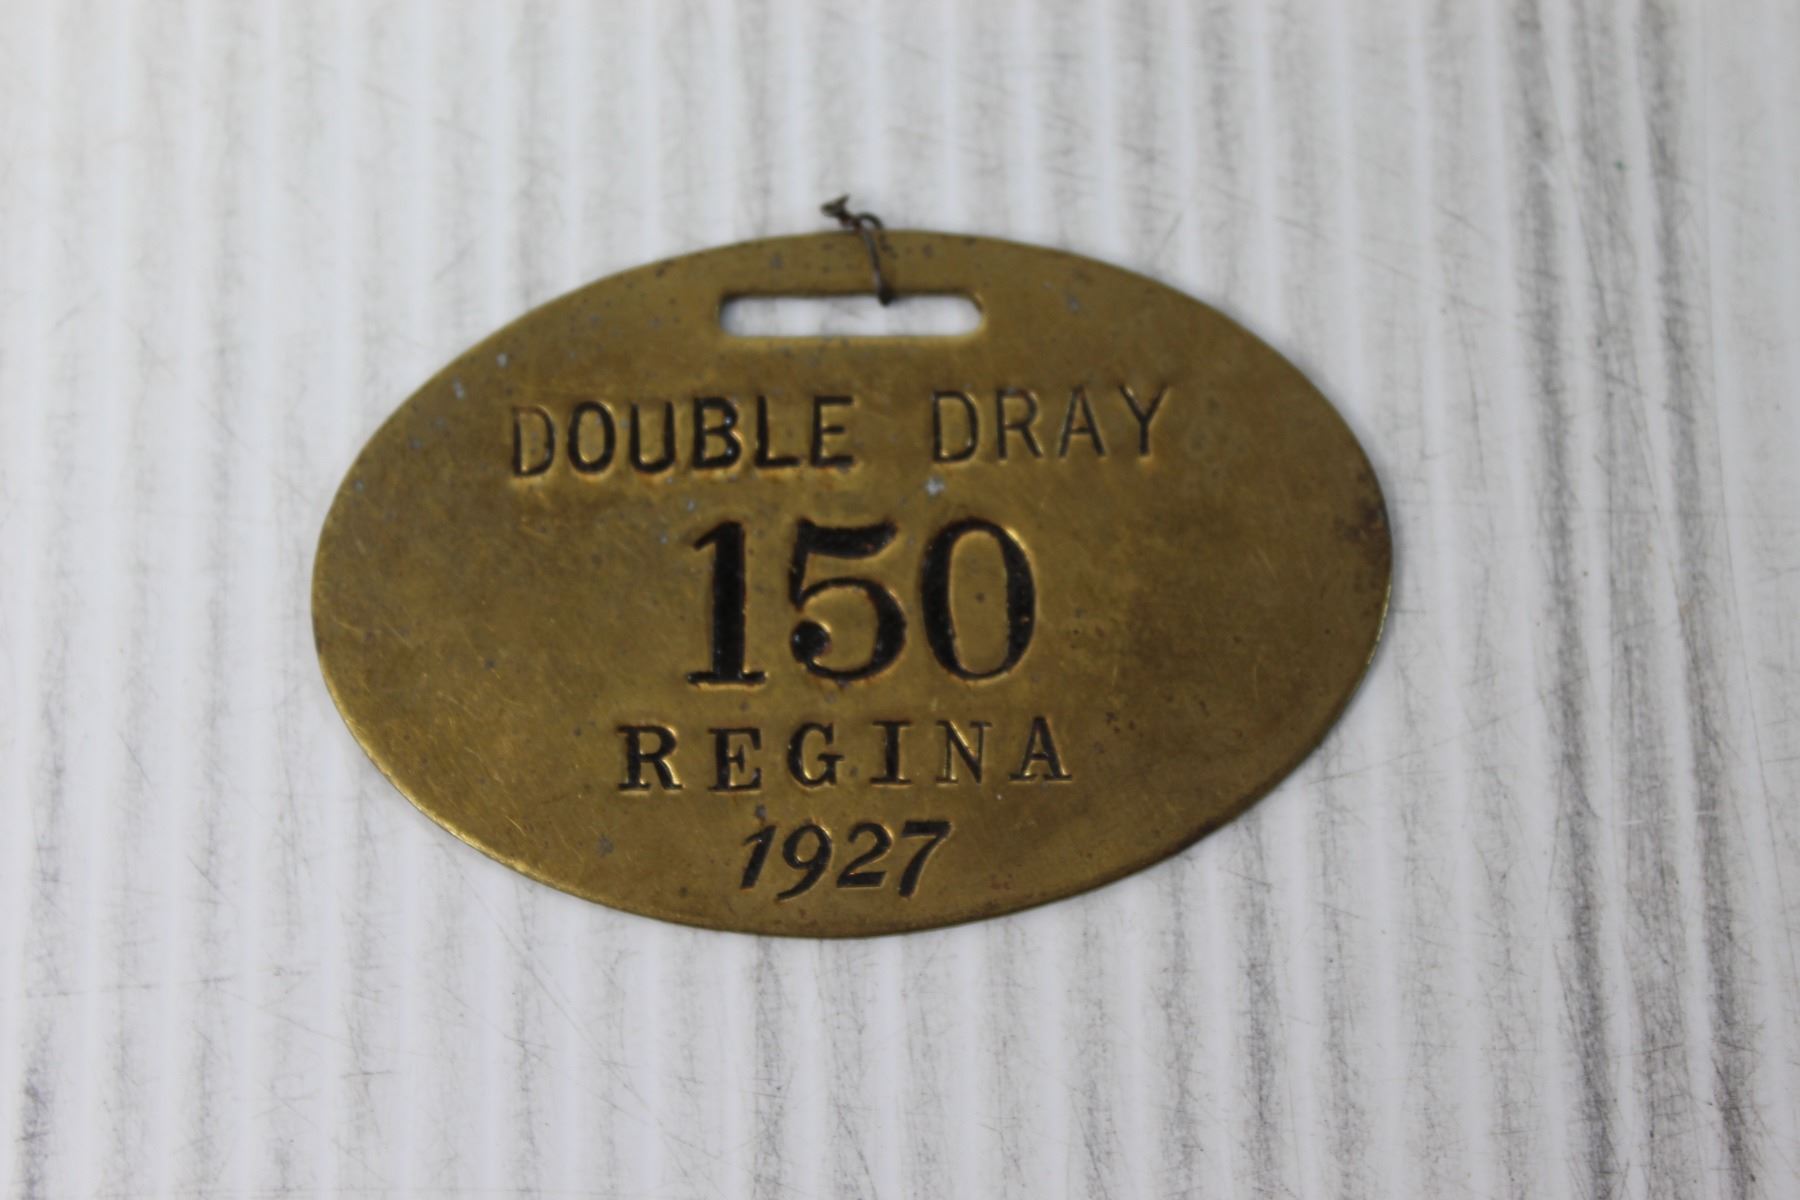 DOUBLE DRAY
150
REGINA
1927